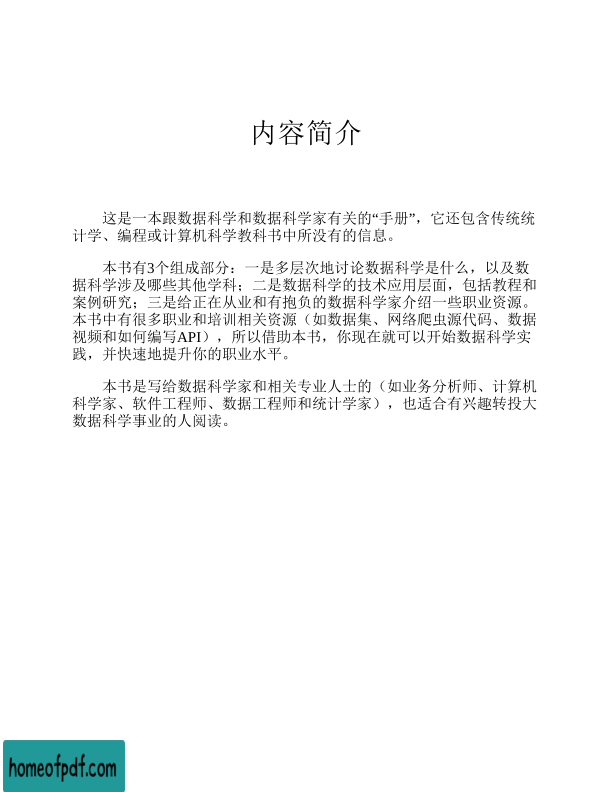 内容简介
这是一本跟数据科学和数据科学家有关的“手册”，它还包含传统统
计学、编程或计算机科学教科书中所没有的信息。
本书有3个组成部分：一是多层次地讨论数据科学是什么，以及数
据科学涉及哪些其他学科；二是数据科学的技术应用层面，包括教程和
案例研究；三是给正在从业和有抱负的数据科学家介绍一些职业资源。
本书中有很多职业和培训相关资源（如数据集、网络爬虫源代码、数据
视频和如何编写API），所以借助本书，你现在就可以开始数据科学实
践，并快速地提升你的职业水平。
本书是写给数据科学家和相关专业人士的（如业务分析师、计算机
科学家、软件工程师、数据工程师和统计学家），也适合有兴趣转投大
数据科学事业的人阅读。
homeofpdf.com